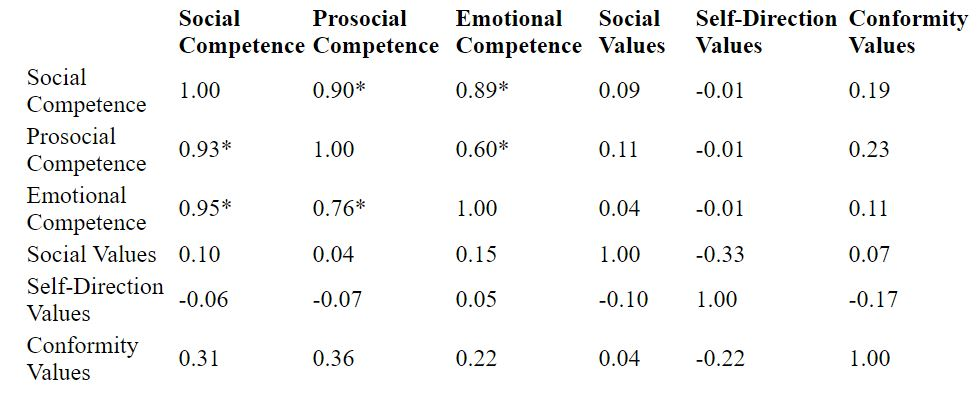 Social Prosocial Emotional Social Self-Direction Conformity
Competence Competence Competence Values Values Values
Social
Competence 1.00 0.90* 0.89* 0.09 -0.01 0.19
Prosocial
Competence 0.93* 1.00 0.60* 0.11 -0.01 0.23
Emotional
Competence 0.95* 0.76* 1.00 0.04 -0.01 0.11
Social Values 0.10 0.04 0.15 1.00 -0.33 0.07
Self-Direction
Values -0.06 -0.07 0.05 -0.10 1.00 -0.17
Conformity
Values 0.31 0.36 0.22 0.04 -0.22 1.00